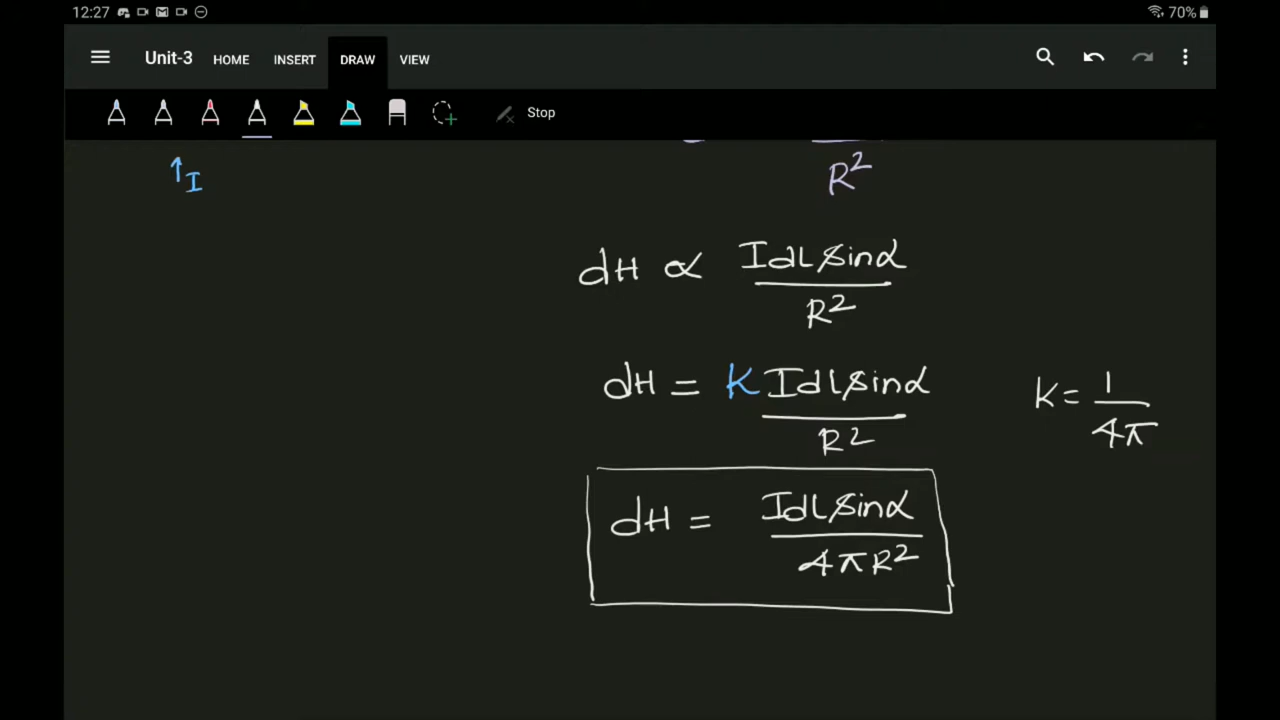 12:27 70%
Unit-3 HOME INSERT DRAW VIEW
Stop
↑I
R²
dH ∝ IdL sinα / R²
dH = K IdL sinα / R²
K = 1 / 4π
dH = IdL sinα / 4πR²